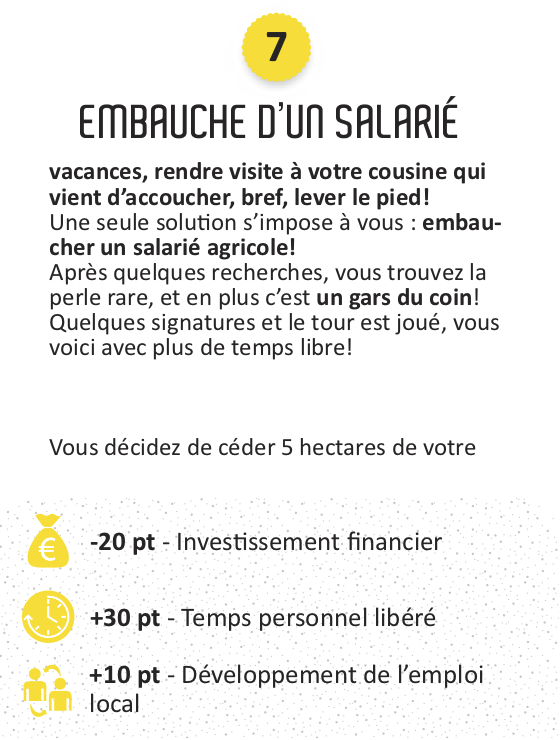 7
EMBAUCHE D’UN SALARIÉ
vacances, rendre visite à votre cousine qui
vient d’accoucher, bref, lever le pied!
Une seule solution s’impose à vous : embau-
cher un salarié agricole!
Après quelques recherches, vous trouvez la
perle rare, et en plus c’est un gars du coin!
Quelques signatures et le tour est joué, vous
voici avec plus de temps libre!
Vous décidez de céder 5 hectares de votre
-20 pt - Investissement financier
+30 pt - Temps personnel libéré
+10 pt - Développement de l’emploi
local